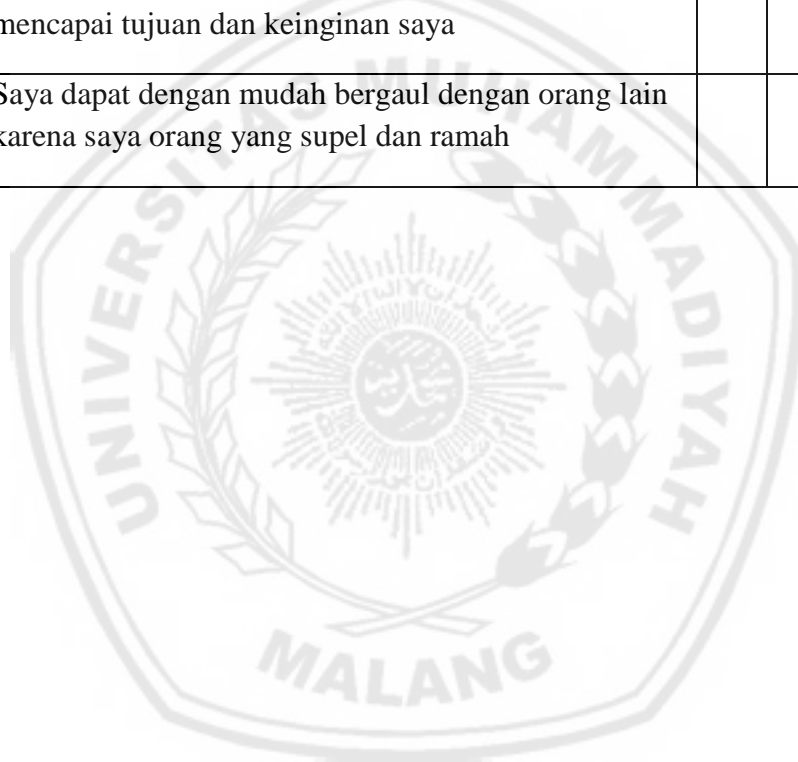 mencapai tujuan dan keinginan saya
Saya dapat dengan mudah bergaul dengan orang lain
karena saya orang yang supel dan ramah
UNIVERSITAS MUHAMMADIYAH
MALANG